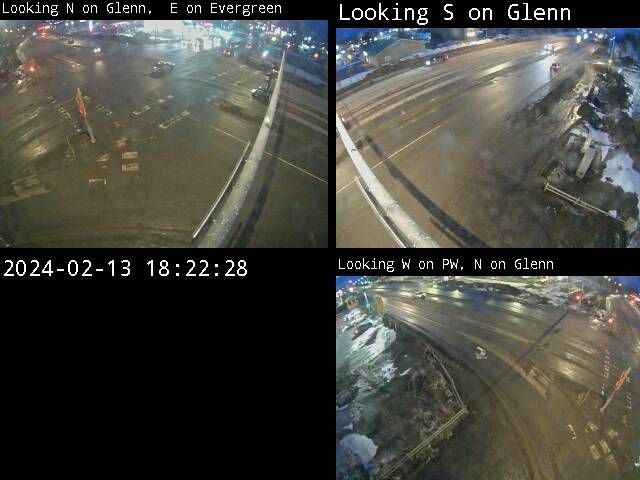 Looking N on Glenn,  E on Evergreen
Looking S on Glenn
2024-02-13 18:22:28
Looking W on PW, N on Glenn